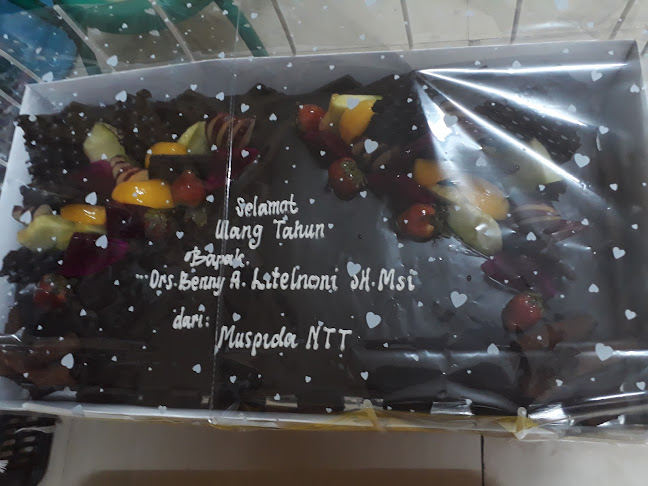 Selamat
Ulang Tahun
Bapak
Drs. Benny A. Litelnoni SH. Msi
dari:
Muspida NTT